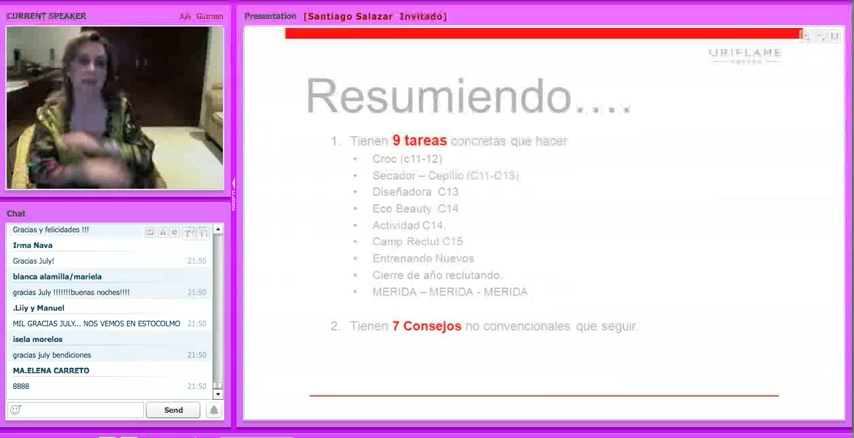 CURRENT SPEAKER
July Guzman
Presentation [Santiago Salazar Invitado]
ORIFLAME
SWEDEN
Resumiendo....
1. Tienen 9 tareas concretas que hacer
• Croc (c11-12)
• Secador – Cepillo (C11-C13)
• Diseñadora C13
• Eco Beauty C14
• Actividad C14.
• Camp Reclut C15
• Entrenando Nuevos
• Cierre de año reclutando.
• MERIDA – MERIDA - MERIDA
2. Tienen 7 Consejos no convencionales que seguir.
Chat
Gracias y felicidades !!!
Irma Nava
Gracias July! 21:50
blanca alamilla/mariela
gracias July !!!!!!!buenas noches!!!! 21:50
.Liiy y Manuel
MIL GRACIAS JULY... NOS VEMOS EN ESTOCOLMO 21:50
isela morelos
gracias july bendiciones 21:50
MA.ELENA CARRETO
8888 21:50
Send